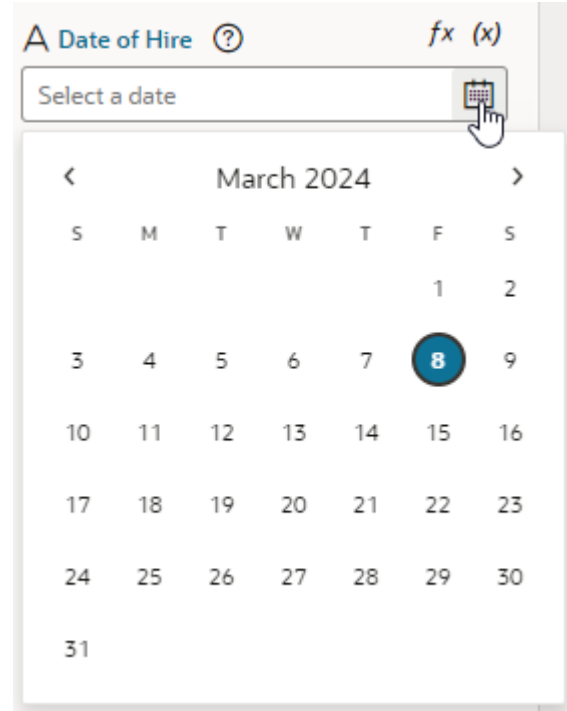 A Date of Hire ? fx (x)
Select a date
March 2024
S M T W T F S
1 2
3 4 5 6 7 8 9
10 11 12 13 14 15 16
17 18 19 20 21 22 23
24 25 26 27 28 29 30
31